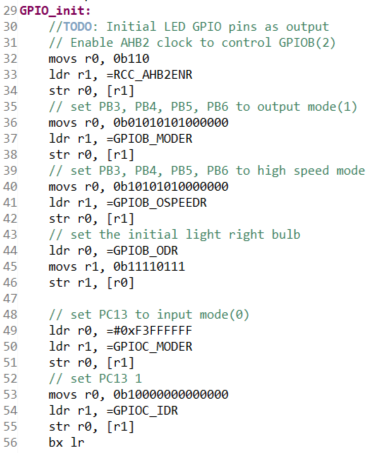 29 GPIO_init:
30 //TODO: Initial LED GPIO pins as output
31 // Enable AHB2 clock to control GPIOB(2)
32 movs r0, 0b110
33 ldr r1, =RCC_AHB2ENR
34 str r0, [r1]
35 // set PB3, PB4, PB5, PB6 to output mode(1)
36 movs r0, 0b01010101000000
37 ldr r1, =GPIOB_MODER
38 str r0, [r1]
39 // set PB3, PB4, PB5, PB6 to high speed mode
40 movs r0, 0b10101010000000
41 ldr r1, =GPIOB_OSPEEDR
42 str r0, [r1]
43 // set the initial light right bulb
44 ldr r0, =GPIOB_ODR
45 movs r1, 0b11110111
46 str r1, [r0]
47
48 // set PC13 to input mode(0)
49 ldr r0, =#0xF3FFFFFF
50 ldr r1, =GPIOC_MODER
51 str r0, [r1]
52 // set PC13 1
53 movs r0, 0b10000000000000
54 ldr r1, =GPIOC_IDR
55 str r0, [r1]
56 bx lr